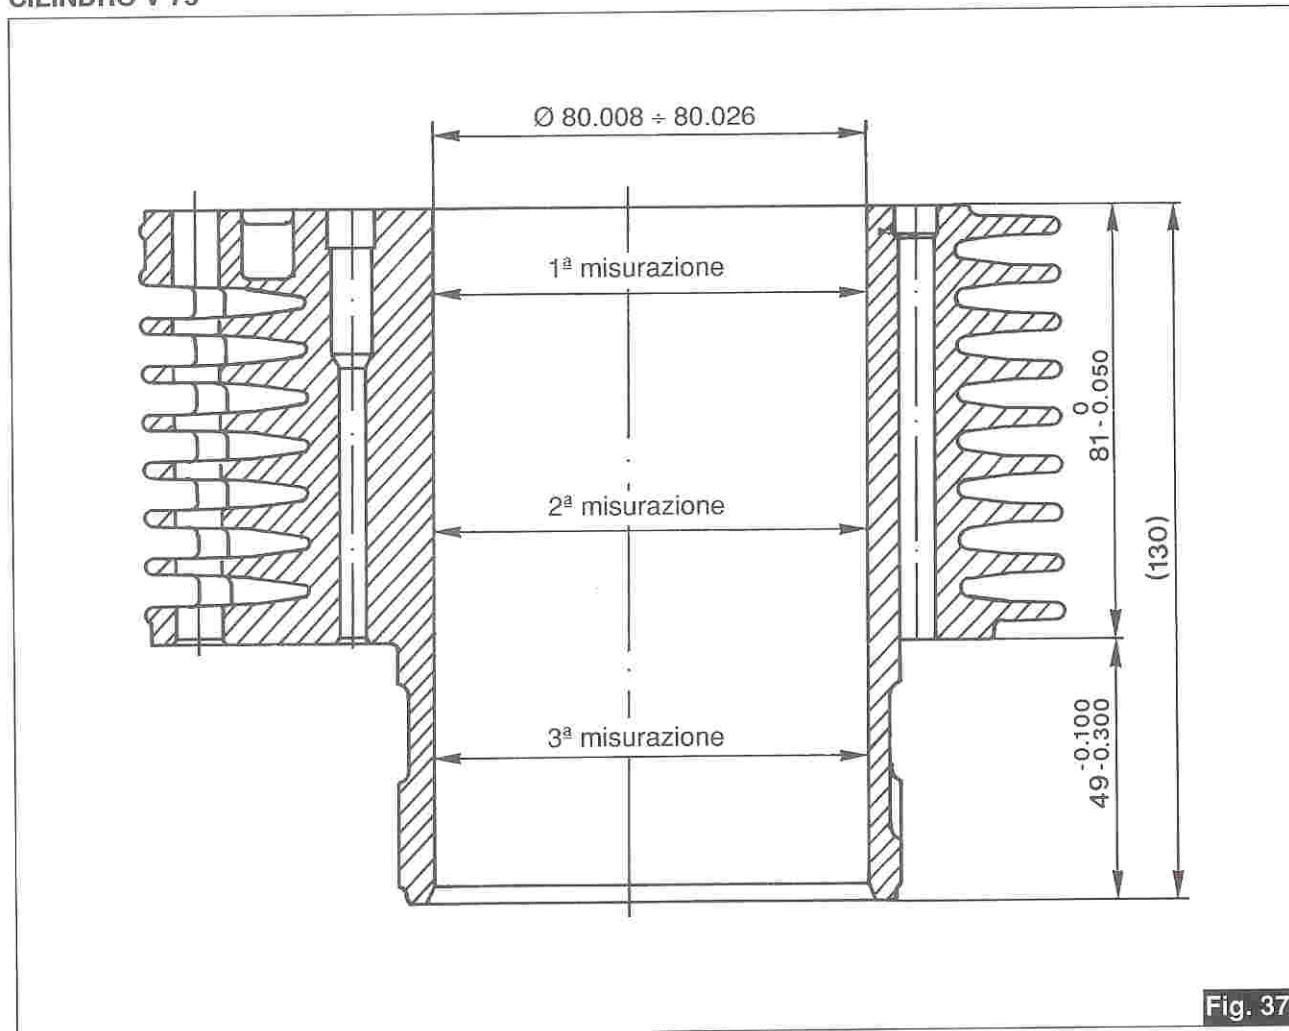 Ø 80.008 ÷ 80.026
1ª misurazione
2ª misurazione
3ª misurazione
81 - 0
0.050
(130)
49 -0.100
-0.300
Fig. 37